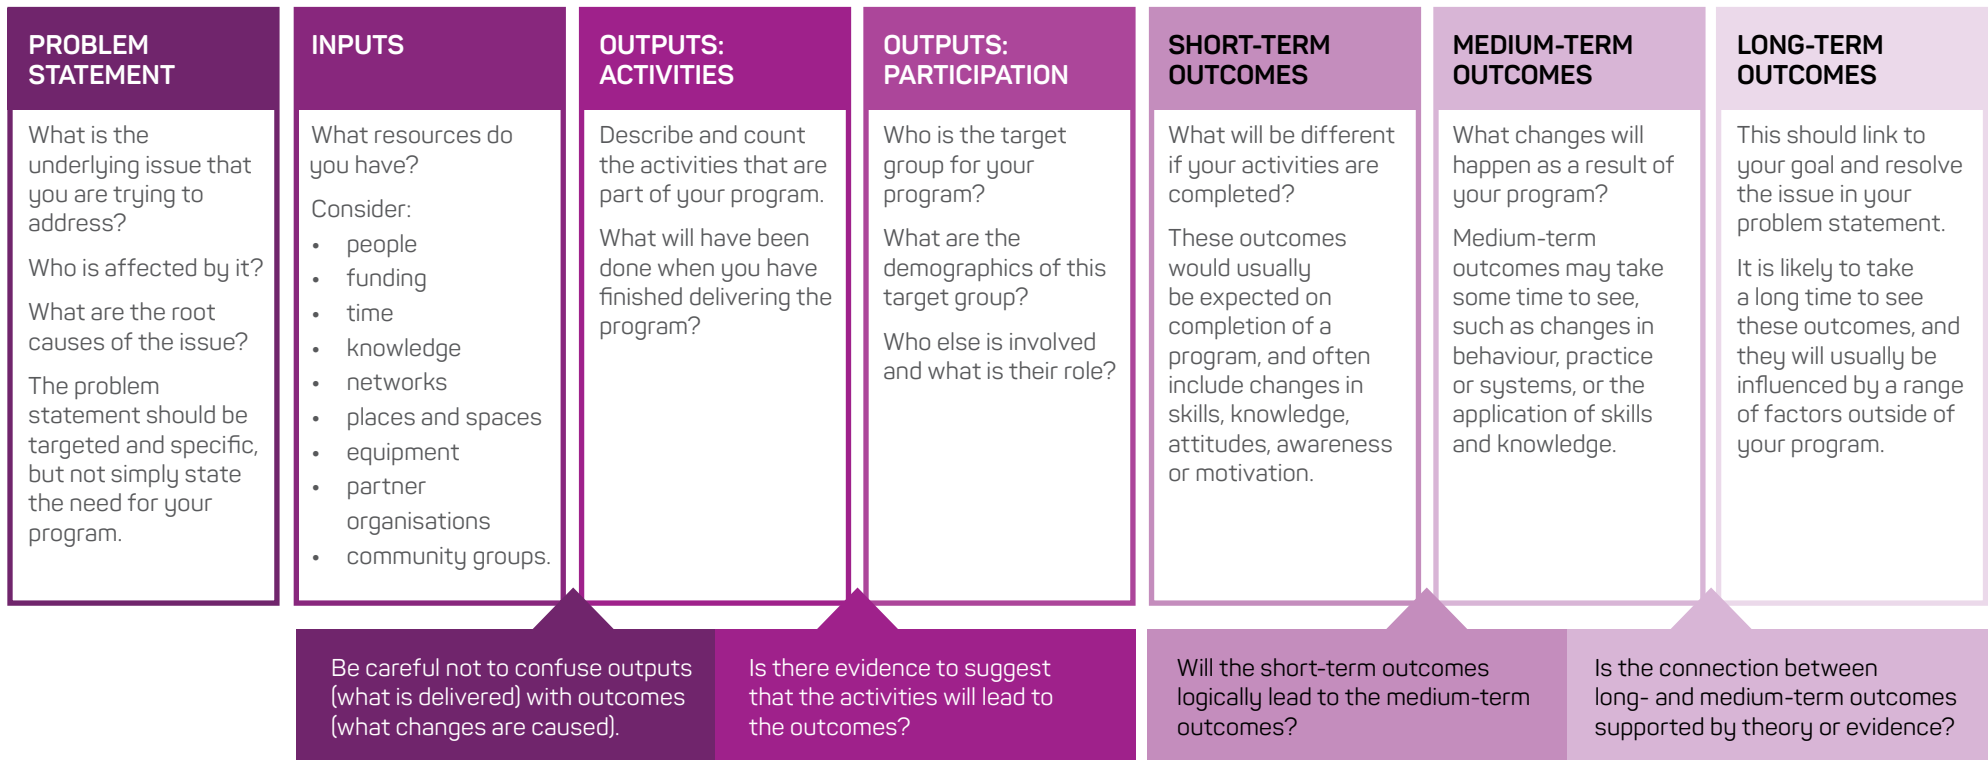 PROBLEM
STATEMENT
What is the
underlying issue that
you are trying to
address?
Who is affected by it?
What are the root
causes of the issue?
The problem
statement should be
targeted and specific,
but not simply state
the need for your
program.
INPUTS
What resources do
you have?
Consider:
• people
• funding
• time
• knowledge
• networks
• places and spaces
• equipment
• partner
organisations
• community groups.
OUTPUTS:
ACTIVITIES
Describe and count
the activities that are
part of your program.
What will have been
done when you have
finished delivering the
program?
OUTPUTS:
PARTICIPATION
Who is the target
group for your
program?
What are the
demographics of this
target group?
Who else is involved
and what is their role?
SHORT-TERM
OUTCOMES
What will be different
if your activities are
completed?
These outcomes
would usually
be expected on
completion of a
program, and often
include changes in
skills, knowledge,
attitudes, awareness
or motivation.
MEDIUM-TERM
OUTCOMES
What changes will
happen as a result of
your program?
Medium-term
outcomes may take
some time to see,
such as changes in
behaviour, practice
or systems, or the
application of skills
and knowledge.
LONG-TERM
OUTCOMES
This should link to
your goal and resolve
the issue in your
problem statement.
It is likely to take
a long time to see
these outcomes, and
they will usually be
influenced by a range
of factors outside of
your program.
Be careful not to confuse outputs
(what is delivered) with outcomes
(what changes are caused).
Is there evidence to suggest
that the activities will lead to
the outcomes?
Will the short-term outcomes
logically lead to the medium-term
outcomes?
Is the connection between
long- and medium-term outcomes
supported by theory or evidence?